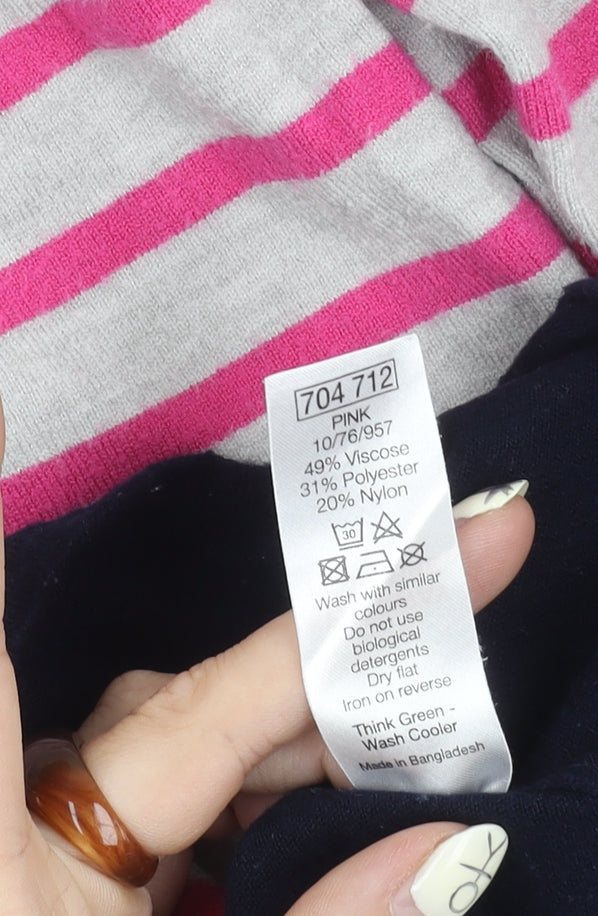 704 712
PINK
10/76/957
49% Viscose
31% Polyester
20% Nylon
30
Wash with similar
colours
Do not use
biological
detergents
Dry flat
Iron on reverse
Think Green -
Wash Cooler
Made in Bangladesh
OK